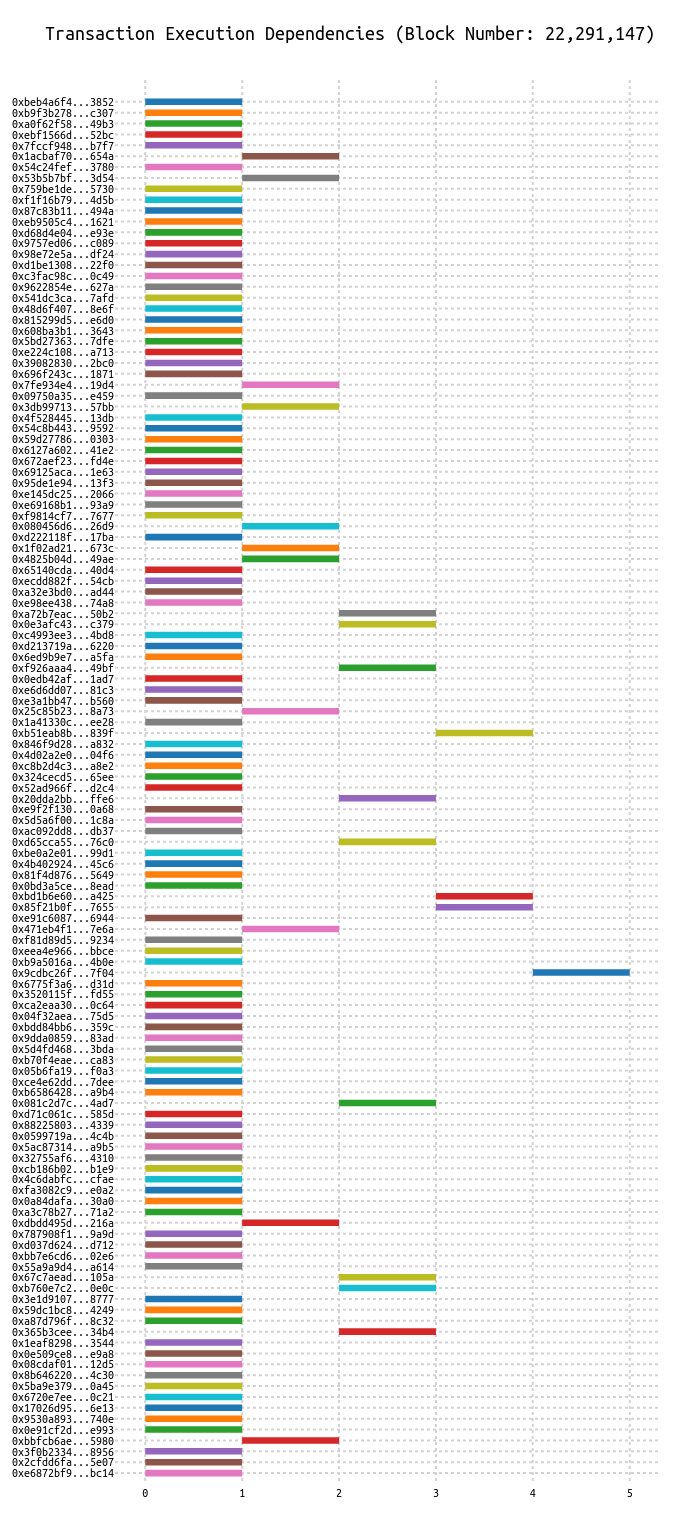 Transaction Execution Dependencies (Block Number: 22,291,147)
0xbeb4a6f4...3852
0xb9f3b278...c307
0xa0f62f58...49b3
0xebf1566d...52bc
0x7fccf948...b7f7
0x1acbaf70...654a
0x54c24fef...3780
0x53b5b7bf...3d54
0x759be1de...5730
0xf1f16b79...4d5b
0x87c83b11...494a
0xeb9505c4...1621
0xd68d4e04...e93e
0x9757ed06...c089
0x98e72e5a...df24
0xd1be1308...22f0
0xc3fac98c...0c49
0x9622854e...627a
0x541dc3ca...7afd
0x48d6f407...8e6f
0x815299d5...e6d0
0x608ba3b1...3643
0x5bd27363...7dfe
0xe224c108...a713
0x39082830...2bc0
0x696f243c...1871
0x7fe934e4...19d4
0x09750a35...e459
0x3db99713...57bb
0x4f528445...13db
0x54c8b443...9592
0x59d27786...0303
0x6127a602...41e2
0x672aef23...fd4e
0x69125aca...1e63
0x95de1e94...13f3
0xe145dc25...2066
0xe69168b1...93a9
0xf9814cf7...7677
0x080456d6...26d9
0xd222118f...17ba
0x1f02ad21...673c
0x4825b04d...49ae
0x65140cda...40d4
0xecdd882f...54cb
0xa32e3bd0...ad44
0xe98ee438...74a8
0xa72b7eac...50b2
0x0e3afc43...c379
0xc4993ee3...4bd8
0xd213719a...6220
0x6ed9b9e7...a5fa
0xf926aaa4...49bf
0x0edb42af...1ad7
0xe6d6dd07...81c3
0xe3a1bb47...b560
0x25c85b23...8a73
0x1a41330c...ee28
0xb51eab8b...839f
0x846f9d28...a832
0x4d02a2e0...04f6
0xc8b2d4c3...a8e2
0x324cecd5...65ee
0x52ad966f...d2c4
0x20dda2bb...ffe6
0xe9f2f130...0a68
0x5d5a6f00...1c8a
0xac092dd8...db37
0xd65cca55...76c0
0xbe0a2e01...99d1
0x4b402924...45c6
0x81f4d876...5649
0x0bd3a5ce...8ead
0xbd1b6e60...a425
0x85f21b0f...7655
0xe91c6087...6944
0x471eb4f1...7e6a
0xf81d89d5...9234
0xeea4e966...bbce
0xb9a5016a...4b0e
0x9cdbc26f...7f04
0x6775f3a6...d31d
0x3520115f...fd55
0xca2eaa30...0c64
0x04f32aea...75d5
0xbdd84bb6...359c
0x9dda0859...83ad
0x5d4fd468...3bda
0xb70f4eae...ca83
0x05b6fa19...f0a3
0xce4e62dd...7dee
0xb6586428...a9b4
0x081c2d7c...4ad7
0xd71c061c...585d
0x88225803...4339
0x0599719a...4c4b
0x5ac87314...a9b5
0x32755af6...4310
0xcb186b02...b1e9
0x4c6dabfc...cfae
0xfa3082c9...e0a2
0x0a84dafa...30a0
0xa3c78b27...71a2
0xdbdd495d...216a
0x787908f1...9a9d
0xd037d624...d712
0xbb7e6cd6...02e6
0x55a9a9d4...a614
0x67c7aead...105a
0xb760e7c2...0e0c
0x3e1d9107...8777
0x59dc1bc8...4249
0xa87d796f...8c32
0x365b3cee...34b4
0x1eaf8298...3544
0x0e509ce8...e9a8
0x08cdaf01...12d5
0x8b646220...4c30
0x5ba9e379...0a45
0x6720e7ee...0c21
0x17026d95...6e13
0x9530a893...740e
0x0e91cf2d...e993
0xbbfcb6ae...5980
0x3f0b2334...8956
0x2cfdd6fa...5e07
0xe6872bf9...bc14
0 1 2 3 4 5